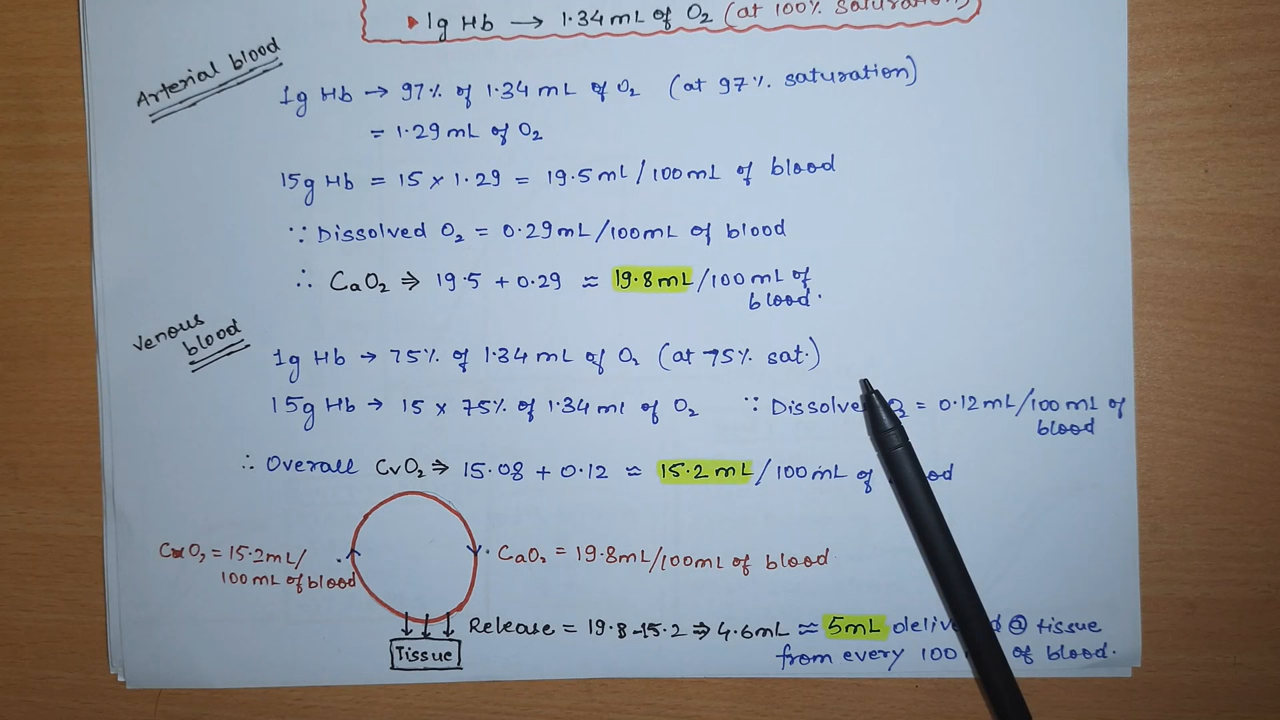 ▸ 1g Hb → 1.34 mL of O₂ (at 100% saturation)
Arterial blood
1g Hb → 97% of 1.34 mL of O₂ (at 97% saturation)
= 1.29 mL of O₂
15g Hb = 15 × 1.29 = 19.5 ml/100 mL of blood
∵ Dissolved O₂ = 0.29 mL/100 mL of blood
∴ CaO₂ ⇒ 19.5 + 0.29 ≈ 19.8 mL/100 mL of
blood.
Venous
blood
1g Hb → 75% of 1.34 mL of O₂ (at 75% sat.)
15g Hb → 15 × 75% of 1.34 ml of O₂ ∵ Dissolved O₂ = 0.12 mL/100 mL of
blood
∴ Overall CvO₂ ⇒ 15.08 + 0.12 ≈ 15.2 mL/100 mL of blood
CvO₂ = 15.2 mL/
100 mL of blood
CaO₂ = 19.8 mL/100 mL of blood
Release = 19.8 - 15.2 ⇒ 4.6 mL ≈ 5 mL delivered @ tissue
from every 100 mL of blood.
Tissue